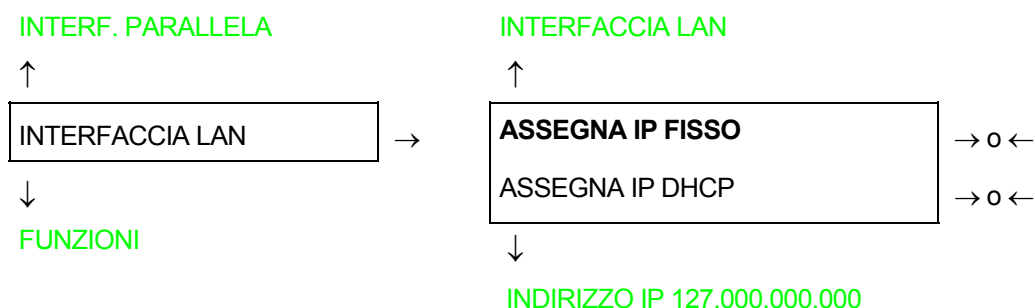 INTERF. PARALLELA
↑
INTERFACCIA LAN →
↓
FUNZIONI
INTERFACCIA LAN
↑
ASSEGNA IP FISSO → o ←
ASSEGNA IP DHCP → o ←
↓
INDIRIZZO IP 127.000.000.000